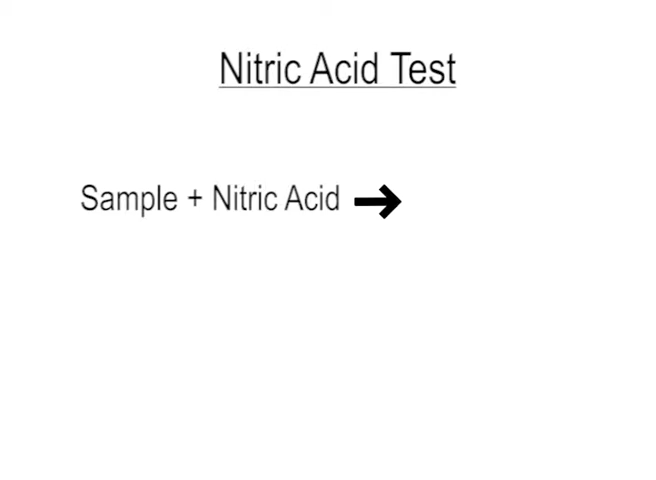 Nitric Acid Test
Sample + Nitric Acid →